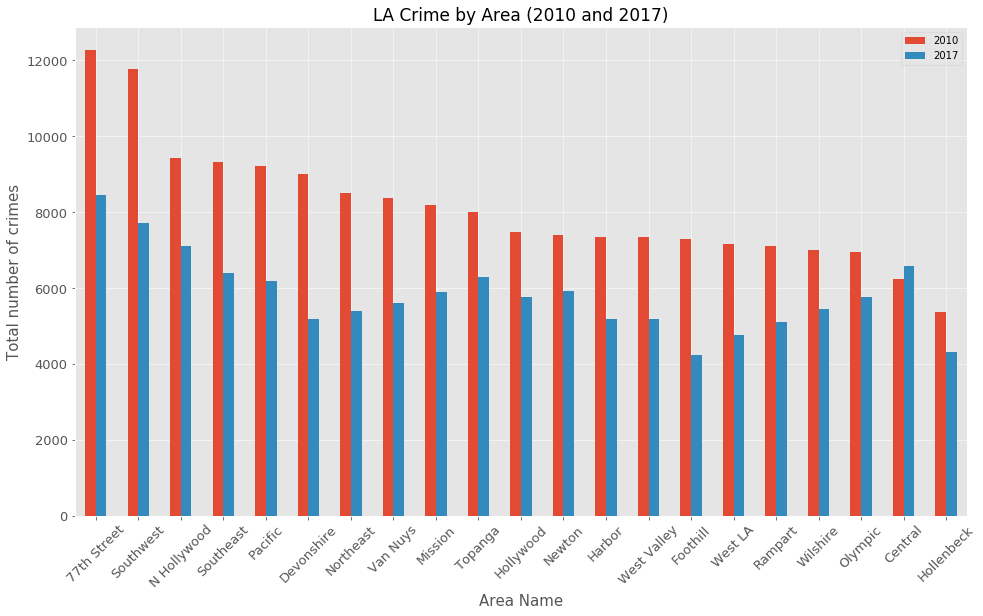 LA Crime by Area (2010 and 2017)
2010
2017
Total number of crimes
12000
10000
8000
6000
4000
2000
0
77th Street
Southwest
N Hollywood
Southeast
Pacific
Devonshire
Northeast
Van Nuys
Mission
Topanga
Hollywood
Newton
Harbor
West Valley
Foothill
West LA
Rampart
Wilshire
Olympic
Central
Hollenbeck
Area Name